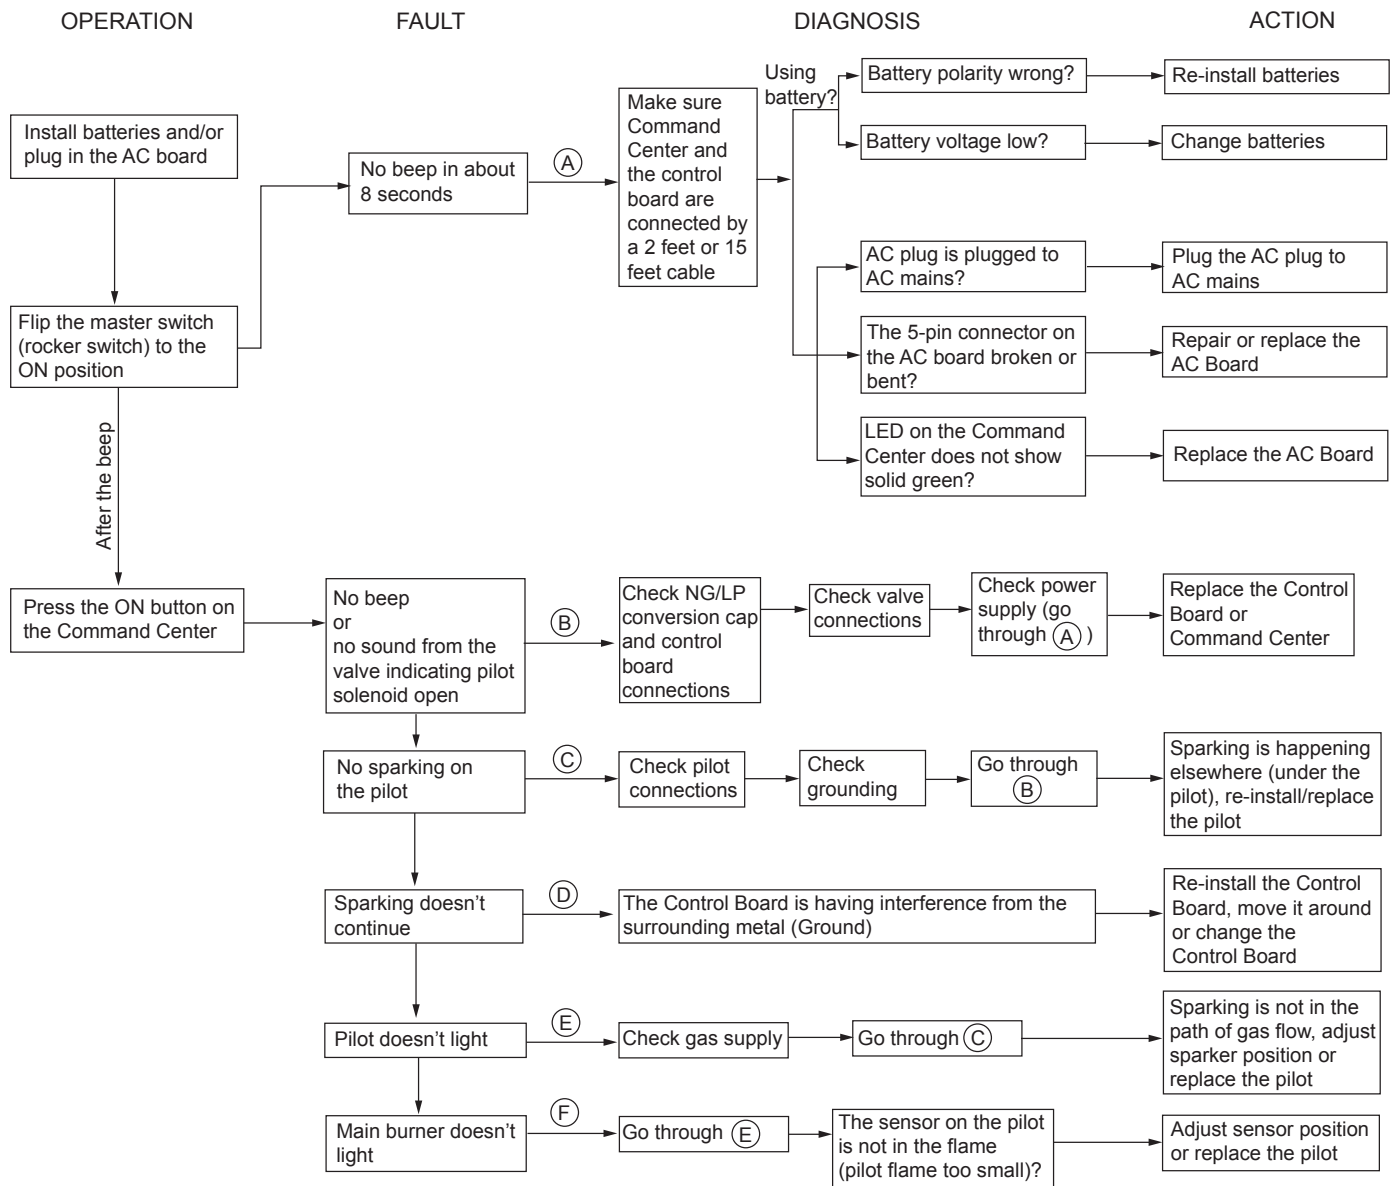 OPERATION
FAULT
DIAGNOSIS
ACTION
Install batteries and/or
plug in the AC board
Flip the master switch
(rocker switch) to the
ON position
After the beep
Press the ON button on
the Command Center
No beep in about
8 seconds
A
Make sure
Command
Center and
the control
board are
connected by
a 2 feet or 15
feet cable
Using
battery?
Battery polarity wrong?
Re-install batteries
Battery voltage low?
Change batteries
AC plug is plugged to
AC mains?
Plug the AC plug to
AC mains
The 5-pin connector on
the AC board broken or
bent?
Repair or replace the
AC Board
LED on the Command
Center does not show
solid green?
Replace the AC Board
No beep
or
no sound from the
valve indicating pilot
solenoid open
B
Check NG/LP
conversion cap
and control
board
connections
Check valve
connections
Check power
supply (go
through A )
Replace the Control
Board or
Command Center
No sparking on
the pilot
C
Check pilot
connections
Check
grounding
Go through
B
Sparking is happening
elsewhere (under the
pilot), re-install/replace
the pilot
Sparking doesn't
continue
D
The Control Board is having interference from the
surrounding metal (Ground)
Re-install the Control
Board, move it around
or change the
Control Board
Pilot doesn't light
E
Check gas supply
Go through C
Sparking is not in the
path of gas flow, adjust
sparker position or
replace the pilot
Main burner doesn't
light
F
Go through E
The sensor on the pilot
is not in the flame
(pilot flame too small)?
Adjust sensor position
or replace the pilot